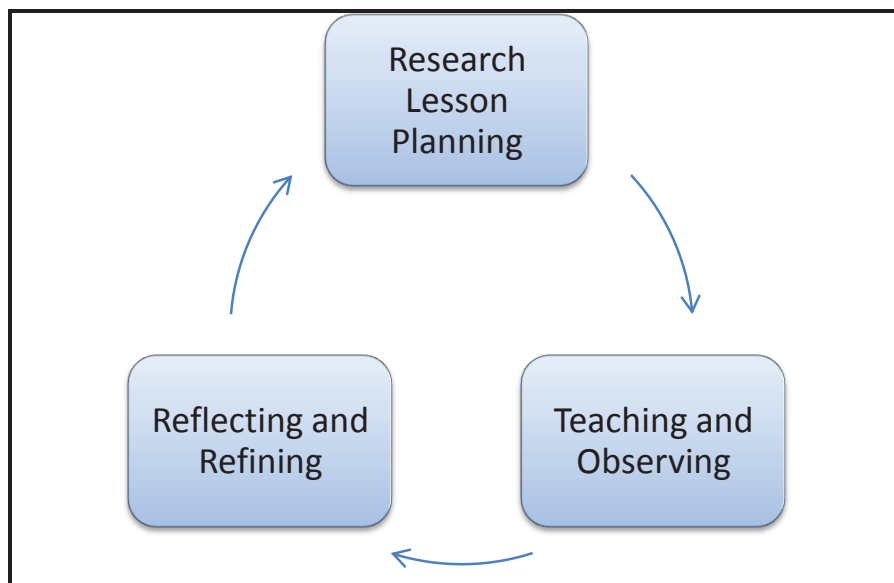 Research
Lesson
Planning
Reflecting and
Refining
Teaching and
Observing